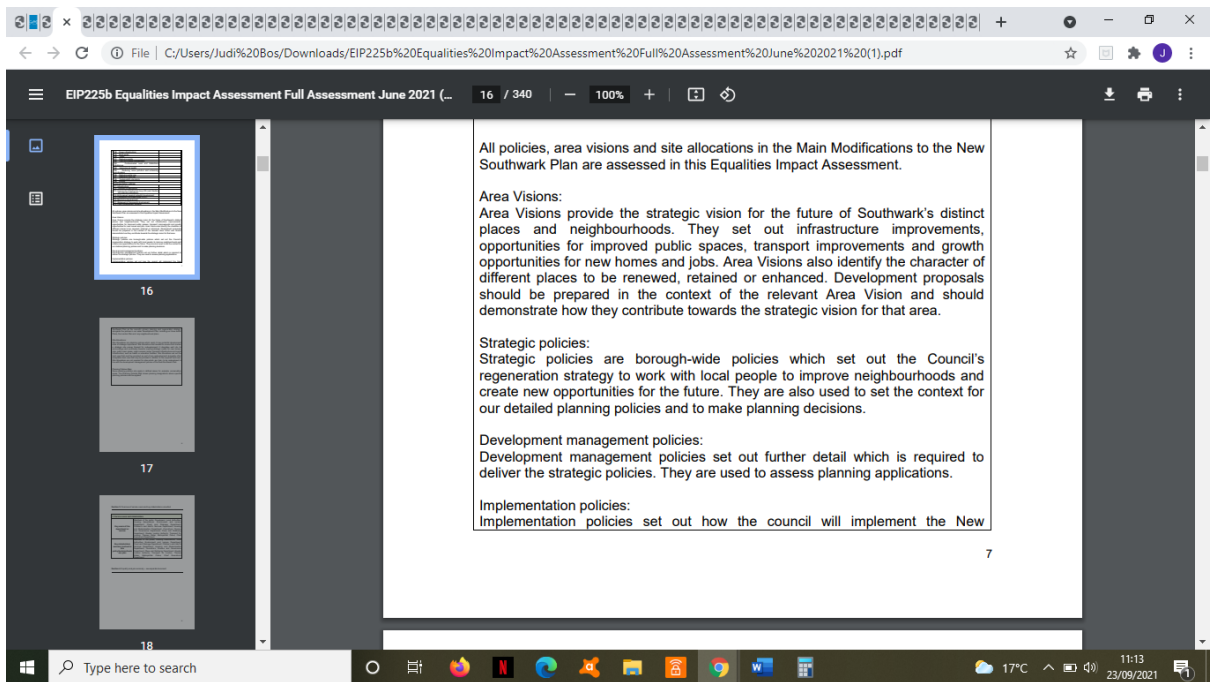 File | C:/Users/Judi%20Bos/Downloads/EIP225b%20Equalities%20Impact%20Assessment%20Full%20Assessment%20June%202021%20(1).pdf
J
EIP225b Equalities Impact Assessment Full Assessment June 2021 (...
16 / 340
100%
All policies, area visions and site allocations in the Main Modifications to the New
Southwark Plan are assessed in this Equalities Impact Assessment.
Area Visions:
Area Visions provide the strategic vision for the future of Southwark's distinct
places and neighbourhoods. They set out infrastructure improvements,
opportunities for improved public spaces, transport improvements and growth
opportunities for new homes and jobs. Area Visions also identify the character of
different places to be renewed, retained or enhanced. Development proposals
should be prepared in the context of the relevant Area Vision and should
demonstrate how they contribute towards the strategic vision for that area.
Strategic policies:
Strategic policies are borough-wide policies which set out the Council's
regeneration strategy to work with local people to improve neighbourhoods and
create new opportunities for the future. They are also used to set the context for
our detailed planning policies and to make planning decisions.
Development management policies:
Development management policies set out further detail which is required to
deliver the strategic policies. They are used to assess planning applications.
Implementation policies:
Implementation policies set out how the council will implement the New
7
16
17
18
Type here to search
N
W
17°C
11:13
23/09/2021
1